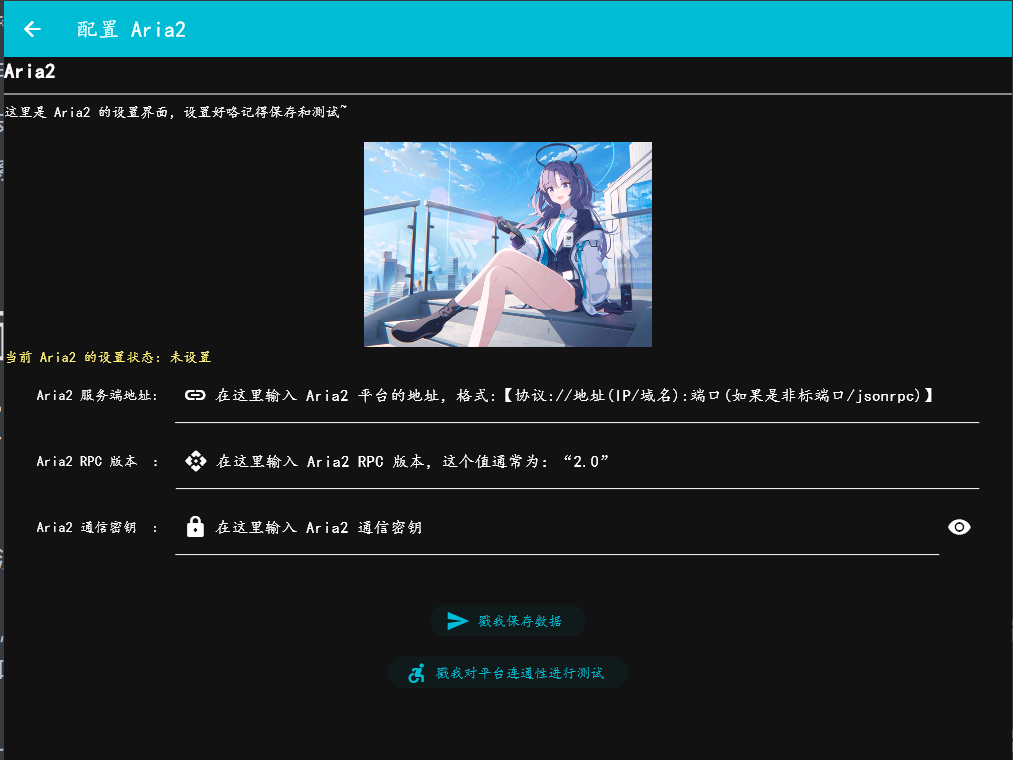 配置 Aria2
Aria2
这里是 Aria2 的设置界面，设置好咯记得保存和测试~
当前 Aria2 的设置状态：未设置
Aria2 服务端地址： 在这里输入 Aria2 平台的地址，格式:【协议://地址(IP/域名):端口(如果是非标端口/jsonrpc)】
Aria2 RPC 版本 ： 在这里输入 Aria2 RPC 版本，这个值通常为：“2.0”
Aria2 通信密钥 ： 在这里输入 Aria2 通信密钥
戳我保存数据
戳我对平台连通性进行测试